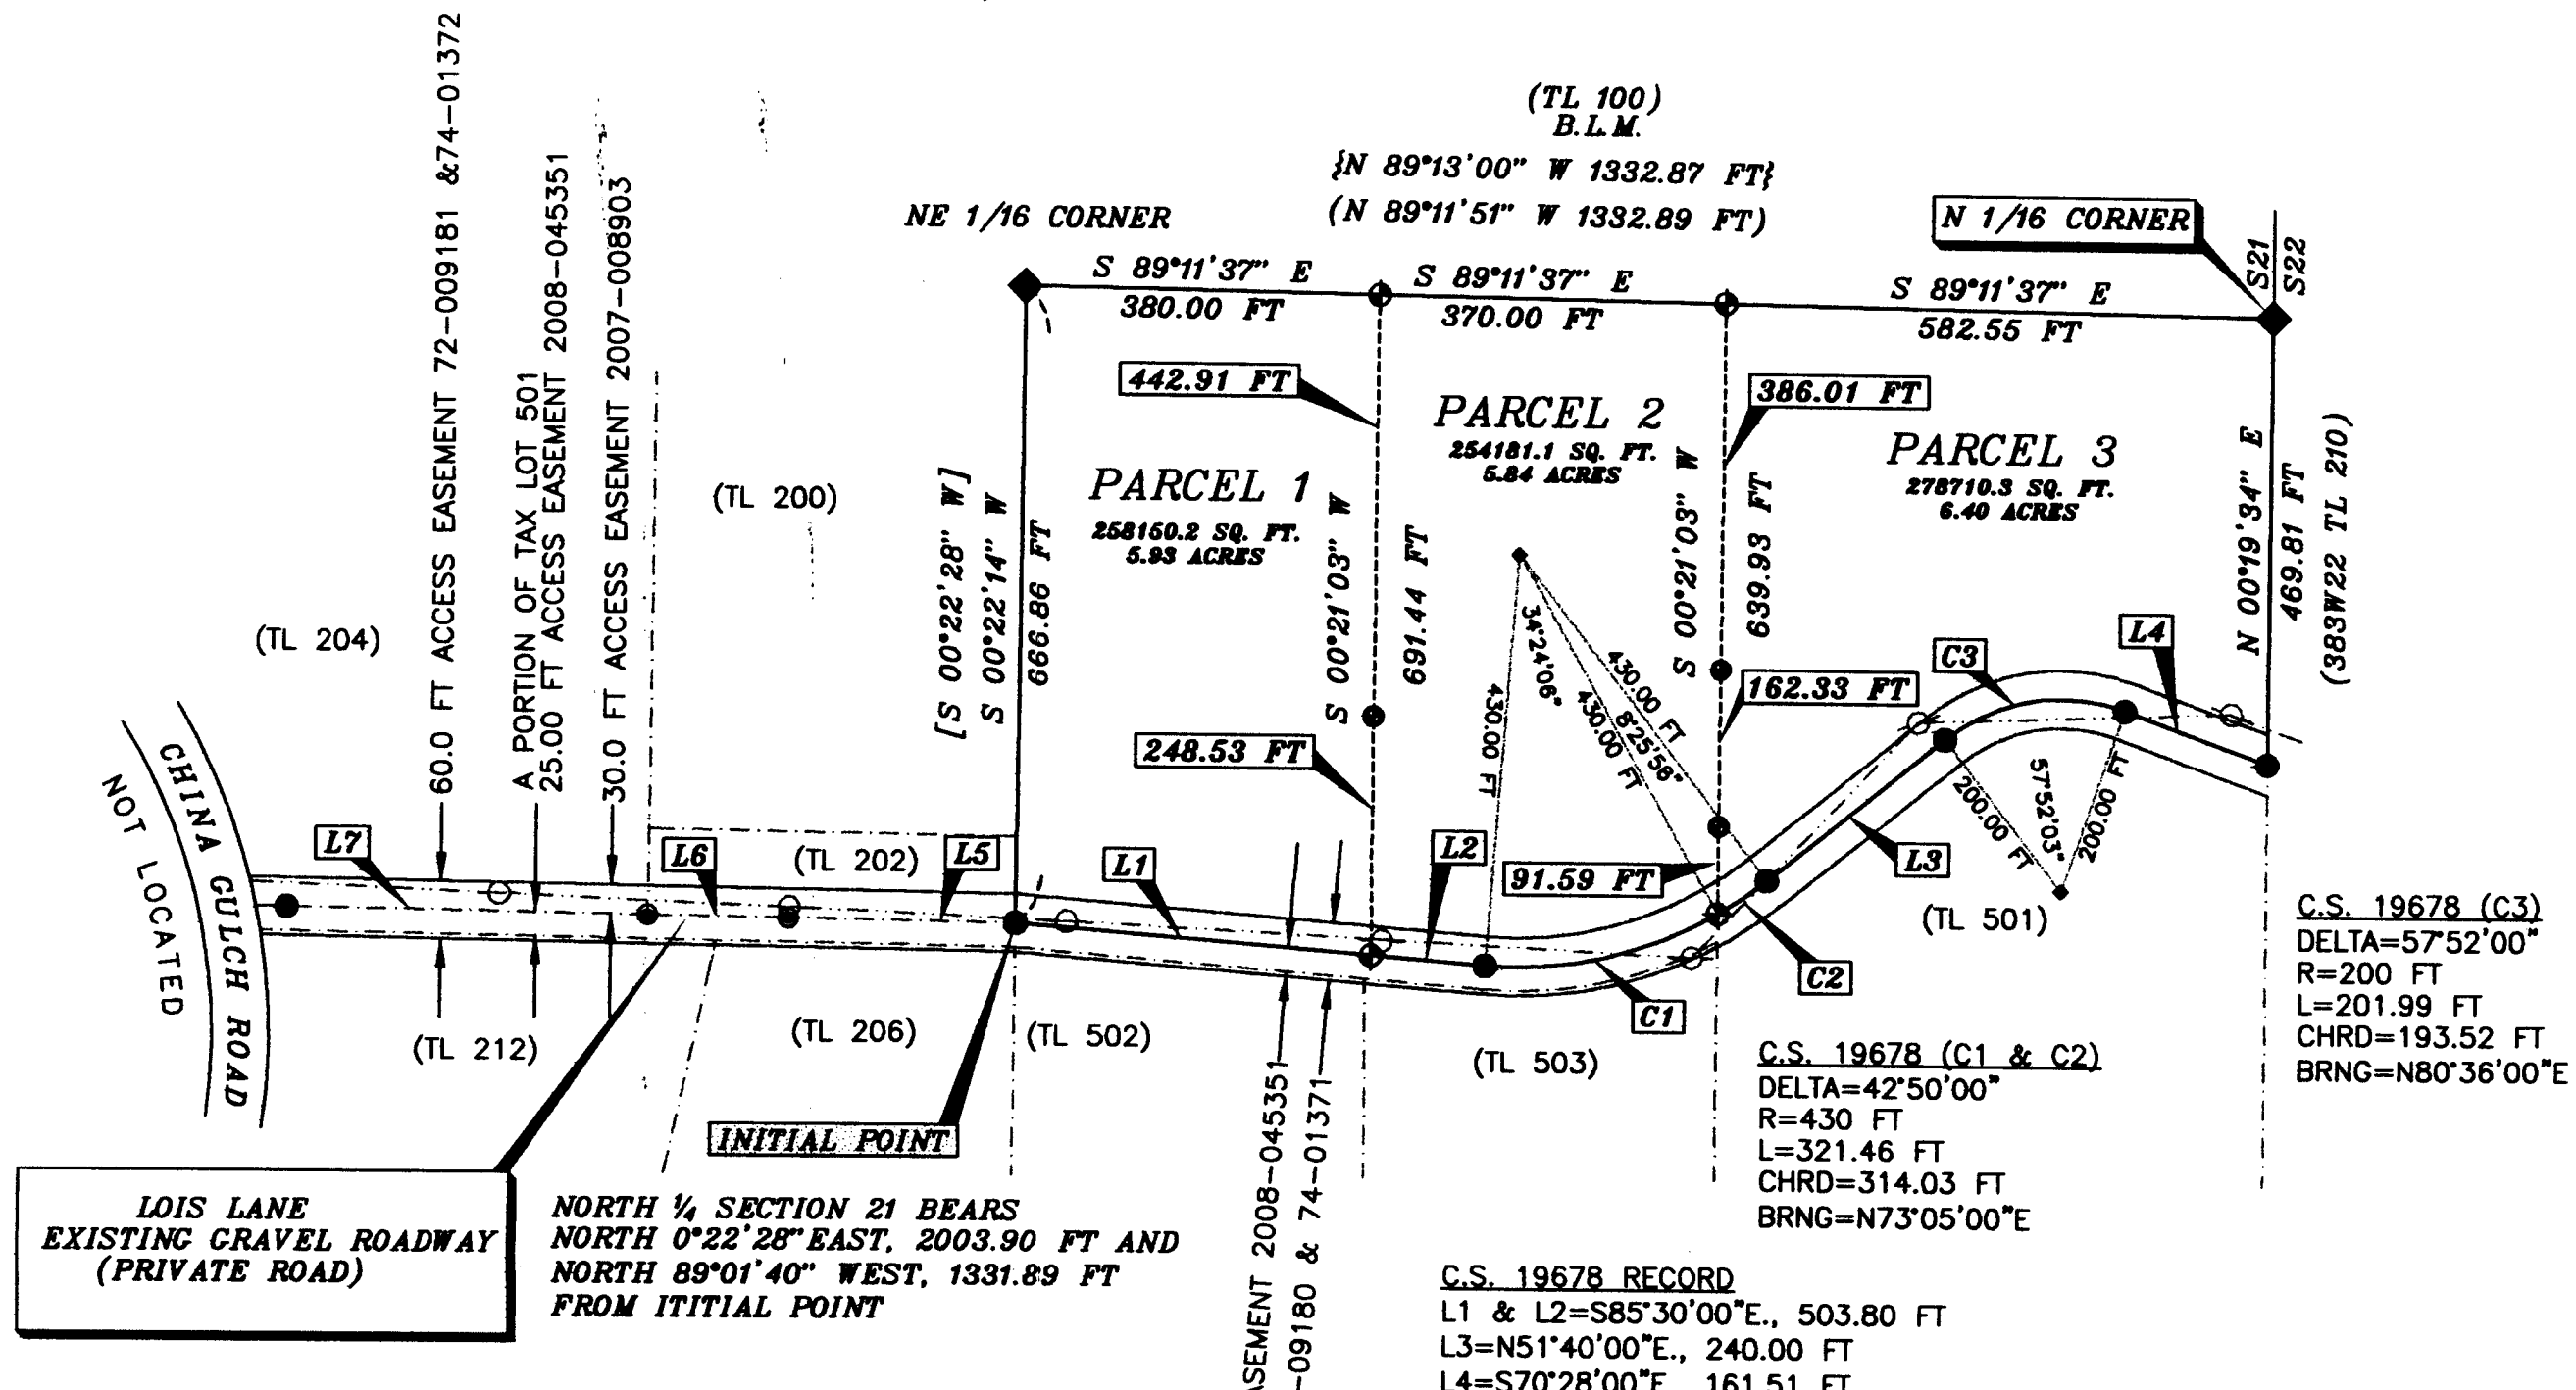 60.0 FT ACCESS EASEMENT 72-009181 &74-01372
A PORTION OF TAX LOT 501
25.00 FT ACCESS EASEMENT 2008-045351
30.0 FT ACCESS EASEMENT 2007-008903
(TL 100)
B.L.M.
{N 89°13'00" W 1332.87 FT}
(N 89°11'51" W 1332.89 FT)
NE 1/16 CORNER
N 1/16 CORNER
S21
S22
S 89°11'37" E
380.00 FT
S 89°11'37" E
370.00 FT
S 89°11'37" E
582.55 FT
442.91 FT
386.01 FT
PARCEL 1
258150.2 SQ. FT.
5.93 ACRES
PARCEL 2
254181.1 SQ. FT.
5.84 ACRES
PARCEL 3
278710.3 SQ. FT.
6.40 ACRES
(TL 200)
(TL 204)
[S 00°22'28" W]
S 00°22'14" W
666.86 FT
S 00°21'03" W
691.44 FT
S 00°21'03" W
639.93 FT
N 00°19'34" E
469.81 FT
(383W22 TL 210)
248.53 FT
162.33 FT
91.59 FT
34°24'06"
8°25'56"
430.00 FT
430.00 FT
430.00 FT
C3
L4
57°52'03"
200.00 FT
200.00 FT
CHINA GULCH ROAD
NOT LOCATED
L7
L6
(TL 202)
L5
L1
L2
L3
C2
C1
(TL 501)
(TL 212)
(TL 206)
(TL 502)
(TL 503)
INITIAL POINT
LOIS LANE
EXISTING GRAVEL ROADWAY
(PRIVATE ROAD)
NORTH ¼ SECTION 21 BEARS
NORTH 0°22'28" EAST, 2003.90 FT AND
NORTH 89°01'40" WEST, 1331.89 FT
FROM ITITIAL POINT
ASEMENT 2008-045351
-09180 & 74-01371
C.S. 19678 (C3)
DELTA=57°52'00"
R=200 FT
L=201.99 FT
CHRD=193.52 FT
BRNG=N80°36'00"E
C.S. 19678 (C1 & C2)
DELTA=42°50'00"
R=430 FT
L=321.46 FT
CHRD=314.03 FT
BRNG=N73°05'00"E
C.S. 19678 RECORD
L1 & L2=S85°30'00"E., 503.80 FT
L3=N51°40'00"E., 240.00 FT
L4=S70°28'00"E., 161.51 FT